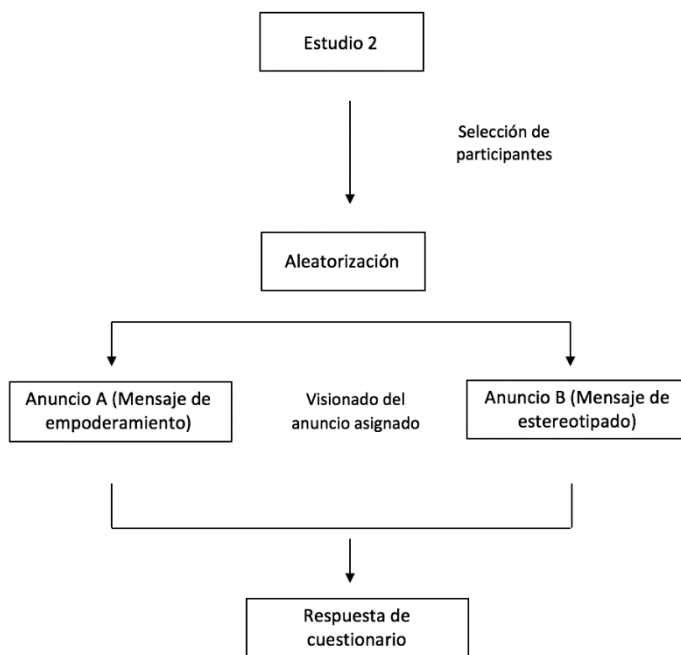 Estudio 2
Selección de
participantes
Aleatorización
Anuncio A (Mensaje de
empoderamiento)
Visionado del
anuncio asignado
Anuncio B (Mensaje de
estereotipado)
Respuesta de
cuestionario